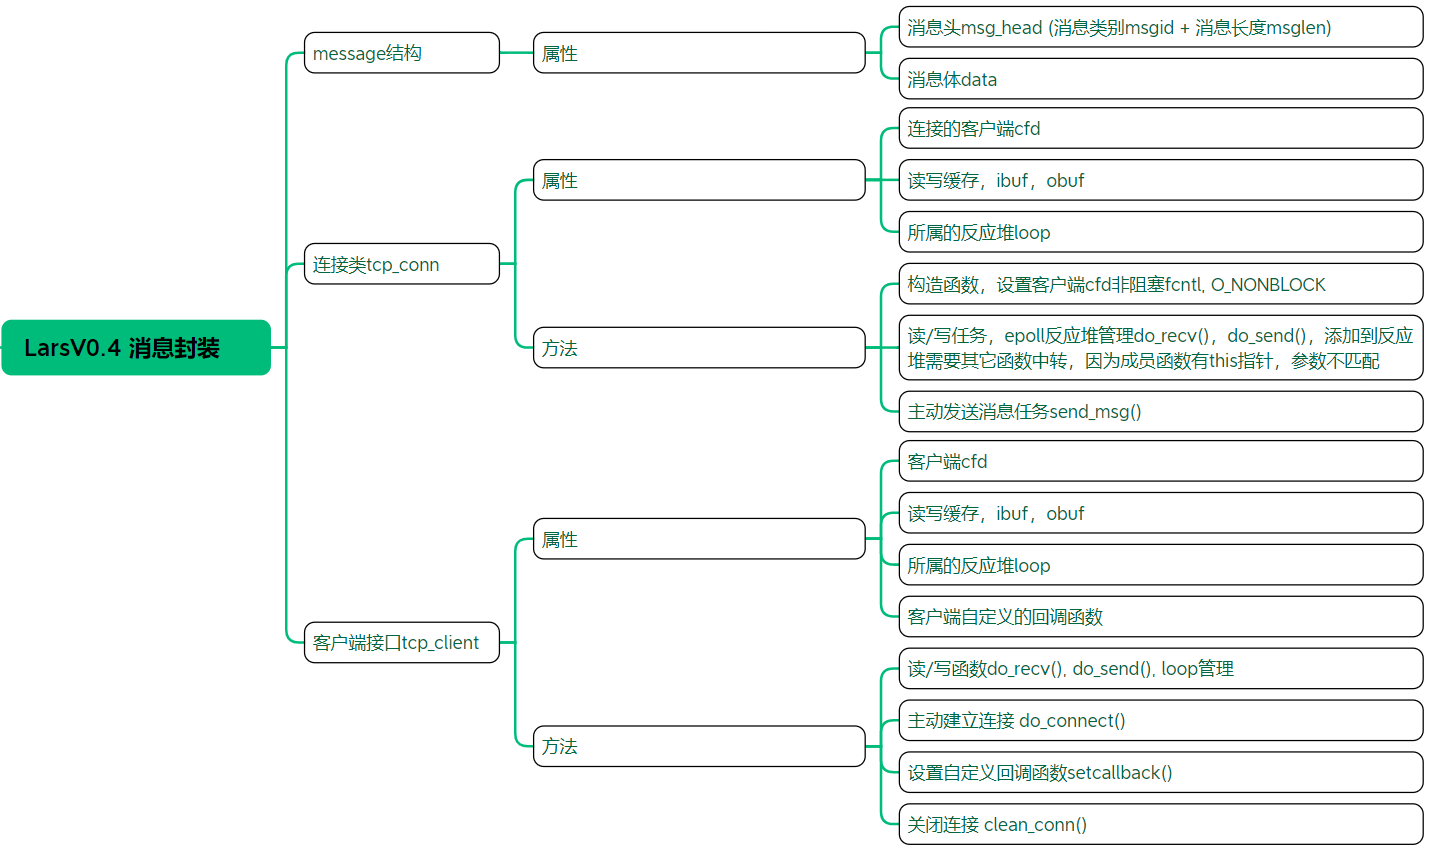 LarsV0.4 消息封装
message结构
属性
消息头msg_head (消息类别msgid + 消息长度msglen)
消息体data
连接类tcp_conn
属性
连接的客户端cfd
读写缓存，ibuf，obuf
所属的反应堆loop
方法
构造函数，设置客户端cfd非阻塞fcntl, O_NONBLOCK
读/写任务，epoll反应堆管理do_recv()，do_send()，添加到反应
堆需要其它函数中转，因为成员函数有this指针，参数不匹配
主动发送消息任务send_msg()
客户端接口tcp_client
属性
客户端cfd
读写缓存，ibuf，obuf
所属的反应堆loop
客户端自定义的回调函数
方法
读/写函数do_recv(), do_send(), loop管理
主动建立连接 do_connect()
设置自定义回调函数setcallback()
关闭连接 clean_conn()